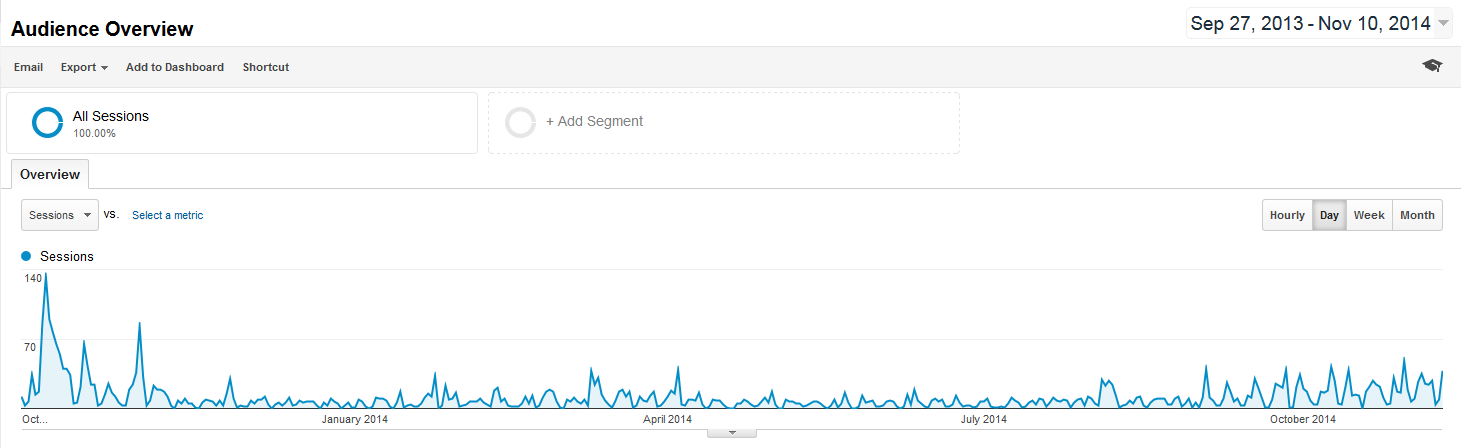 Audience Overview
Sep 27, 2013 - Nov 10, 2014
Email Export Add to Dashboard Shortcut
All Sessions
100.00%
+ Add Segment
Overview
Sessions vs. Select a metric
Hourly Day Week Month
Sessions
140
70
Oct... January 2014 April 2014 July 2014 October 2014